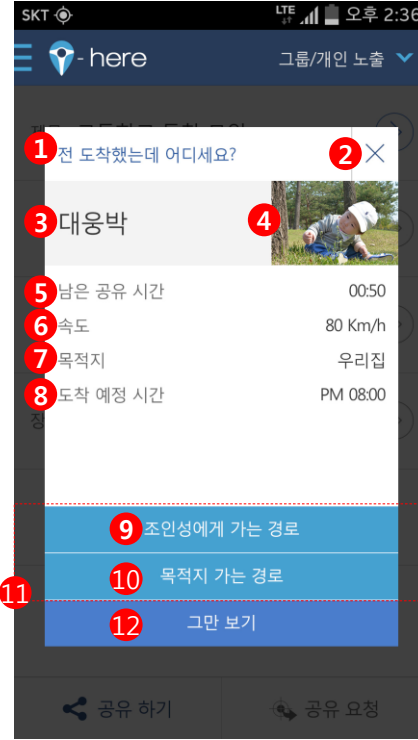 SKT LTE 오후 2:36
i-here 그룹/개인 노출
1 전 도착했는데 어디세요? 2
3 대웅박 4
5 남은 공유 시간 00:50
6 속도 80 Km/h
7 목적지 우리집
8 도착 예정 시간 PM 08:00
9 조인성에게 가는 경로
10 목적지 가는 경로
11
12 그만 보기
공유 하기 공유 요청